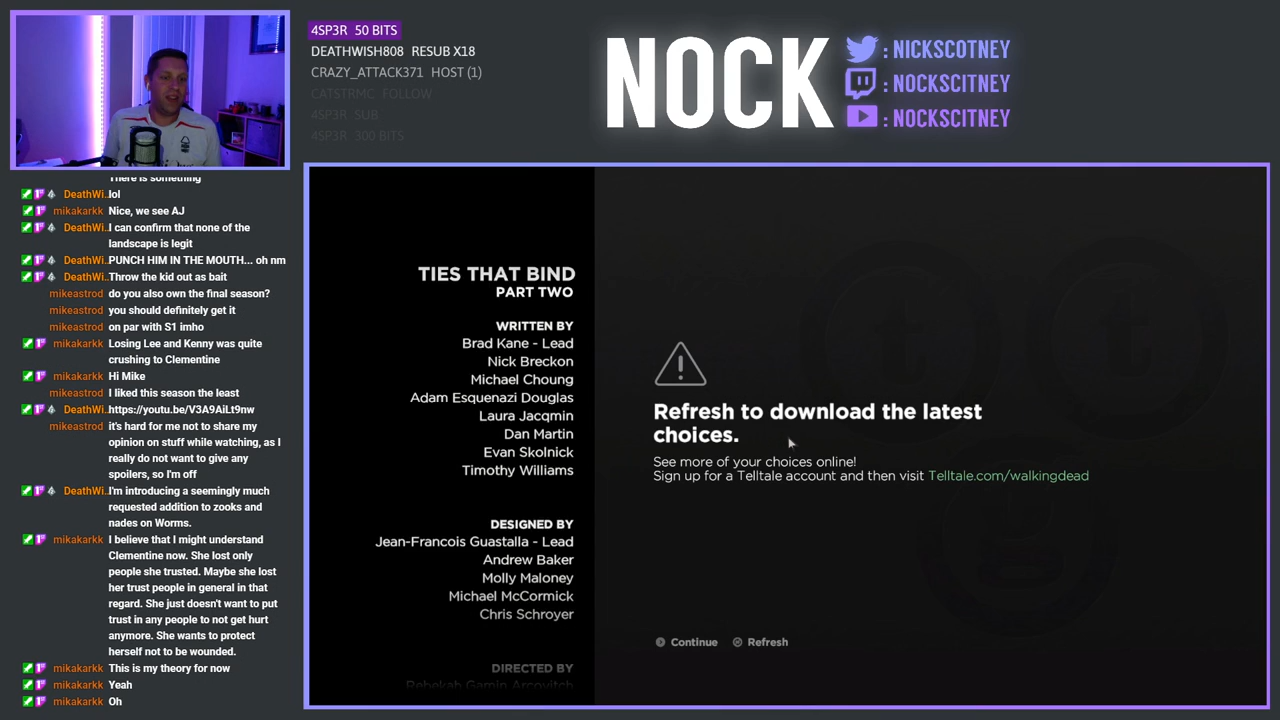 4SP3R 50 BITS
DEATHWISH808 RESUB X18
CRAZY_ATTACK371 HOST (1)
CATSTRMC FOLLOW
4SP3R SUB
4SP3R 300 BITS
NOCK
: NICKSCOTNEY
: NOCKSCITNEY
: NOCKSCITNEY
There is something
DeathWi..lol
mikakarkk Nice, we see AJ
DeathWi..I can confirm that none of the
landscape is legit
DeathWi..PUNCH HIM IN THE MOUTH... oh nm
DeathWi..Throw the kid out as bait
mikeastrod do you also own the final season?
mikeastrod you should definitely get it
mikeastrod on par with S1 imho
mikakarkk Losing Lee and Kenny was quite
crushing to Clementine
mikakarkk Hi Mike
mikeastrod I liked this season the least
DeathWi..https://youtu.be/V3A9AiLt9nw
mikeastrod it's hard for me not to share my
opinion on stuff while watching, as I
really do not want to give any
spoilers, so I'm off
DeathWi..I'm introducing a seemingly much
requested addition to zooks and
nades on Worms.
mikakarkk I believe that I might understand
Clementine now. She lost only
people she trusted. Maybe she lost
her trust people in general in that
regard. She just doesn't want to put
trust in any people to not get hurt
anymore. She wants to protect
herself not to be wounded.
mikakarkk This is my theory for now
mikakarkk Yeah
mikakarkk Oh
TIES THAT BIND
PART TWO
WRITTEN BY
Brad Kane - Lead
Nick Breckon
Michael Choung
Adam Esquenazi Douglas
Laura Jacqmin
Dan Martin
Evan Skolnick
Timothy Williams
DESIGNED BY
Jean-Francois Guastalla - Lead
Andrew Baker
Molly Maloney
Michael McCormick
Chris Schroyer
DIRECTED BY
Rebekah Gamin Arcovitch
Refresh to download the latest
choices.
See more of your choices online!
Sign up for a Telltale account and then visit Telltale.com/walkingdead
Continue Refresh